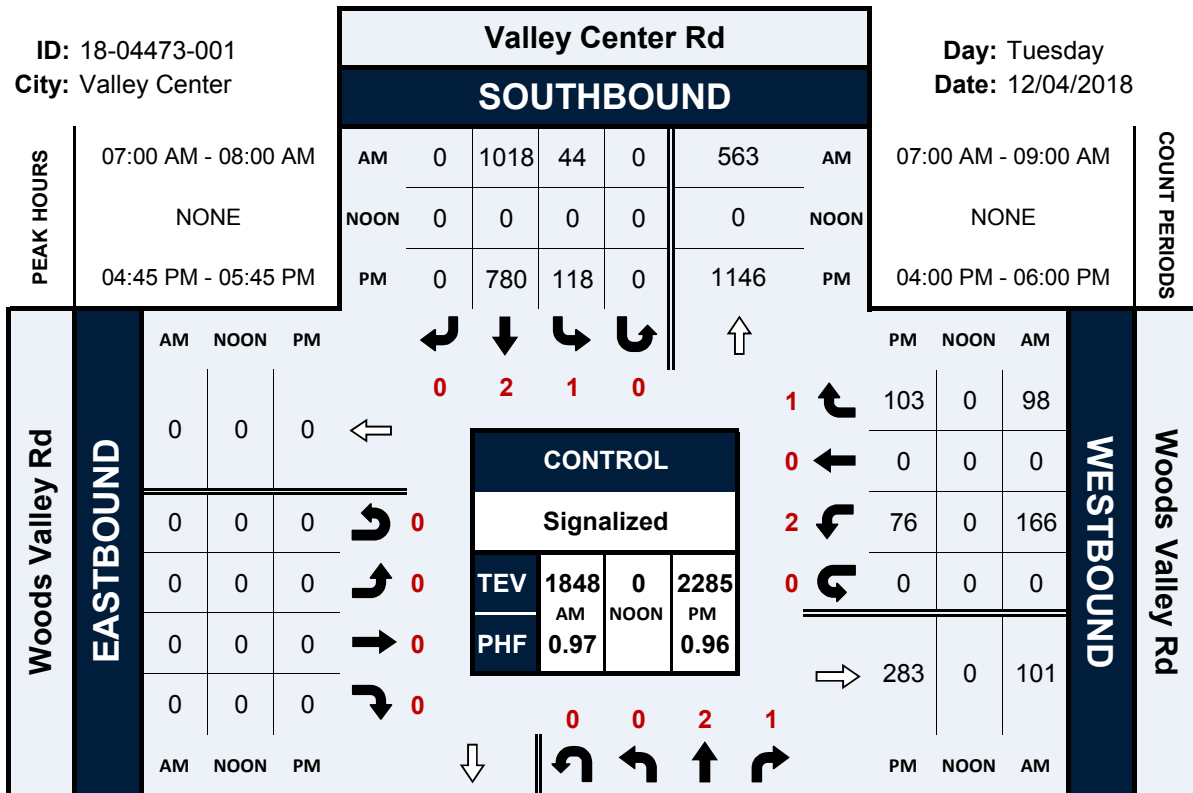 ID: 18-04473-001
City: Valley Center
Valley Center Rd
SOUTHBOUND
Day: Tuesday
Date: 12/04/2018
PEAK HOURS
07:00 AM - 08:00 AM
NONE
04:45 PM - 05:45 PM
AM 0 1018 44 0 563 AM
NOON 0 0 0 0 0 NOON
PM 0 780 118 0 1146 PM
07:00 AM - 09:00 AM
NONE
04:00 PM - 06:00 PM
COUNT PERIODS
0 2 1 0
Woods Valley Rd
EASTBOUND
AM NOON PM
0 0 0
0 0 0 0
0 0 0 0
0 0 0 0
0 0 0 0
AM NOON PM
CONTROL
Signalized
TEV 1848 0 2285
AM NOON PM
PHF 0.97 0.96
PM NOON AM
1 103 0 98
0 0 0 0
2 76 0 166
0 0 0 0
283 0 101
PM NOON AM
WESTBOUND
Woods Valley Rd
0 0 2 1